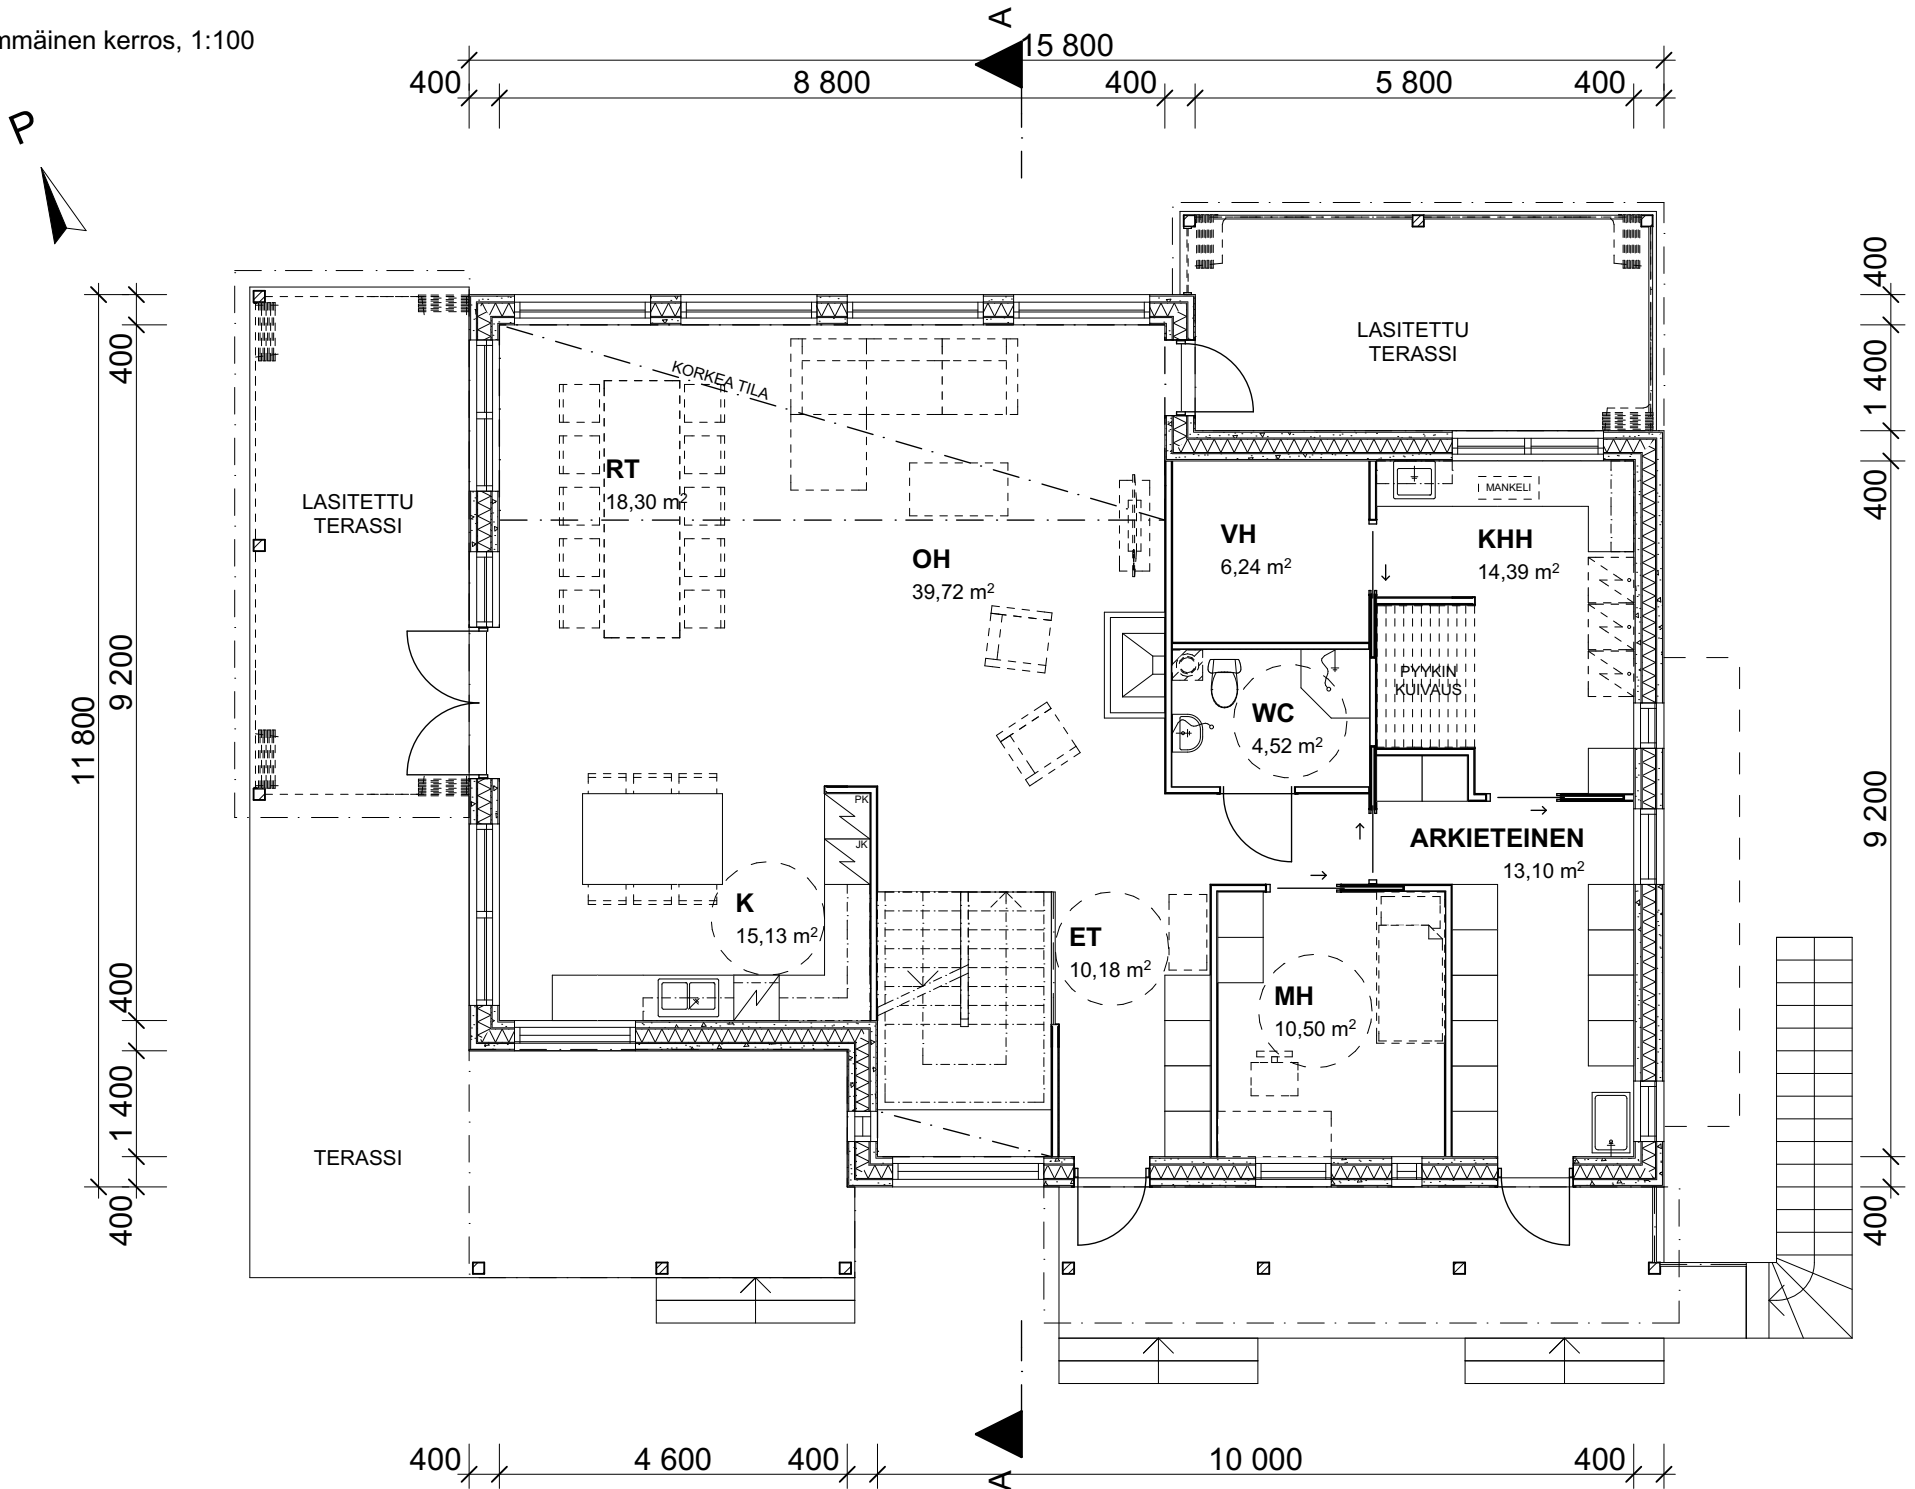 mmäinen kerros, 1:100
A
15 800
400
8 800
400
5 800
400
P
400
1 400
400
9 200
400
11 800
400
9 200
400
1 400
400
LASITETTU
TERASSI
LASITETTU
TERASSI
KORKEA TILA
RT
18,30 m²
OH
39,72 m²
VH
6,24 m²
MANKELI
KHH
14,39 m²
PYYKIN
KUIVAUS
WC
4,52 m²
PK
JK
ARKIETEINEN
13,10 m²
K
15,13 m²
ET
10,18 m²
MH
10,50 m²
TERASSI
400
4 600
400
10 000
400
A